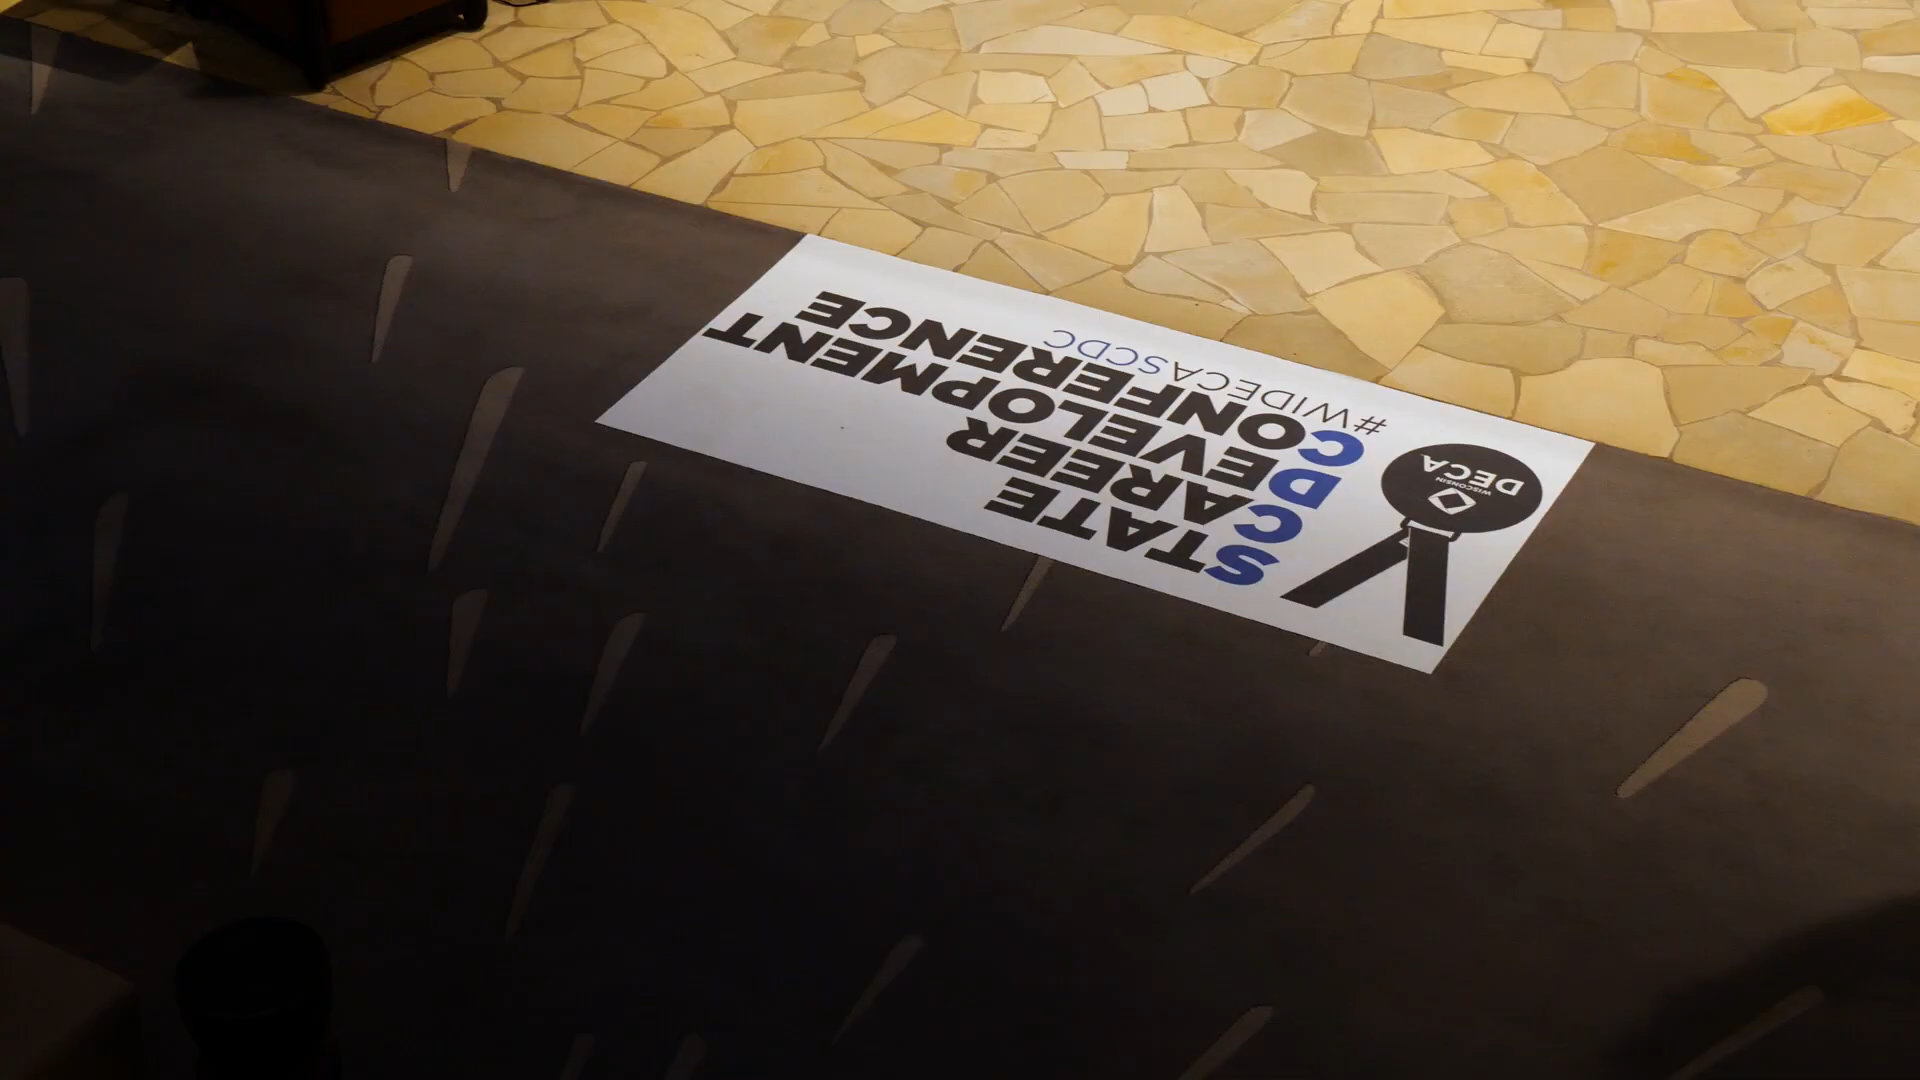 WISCONSIN
DECA
STATE
CAREER
DEVELOPMENT
CONFERENCE
#WIDECASCDC